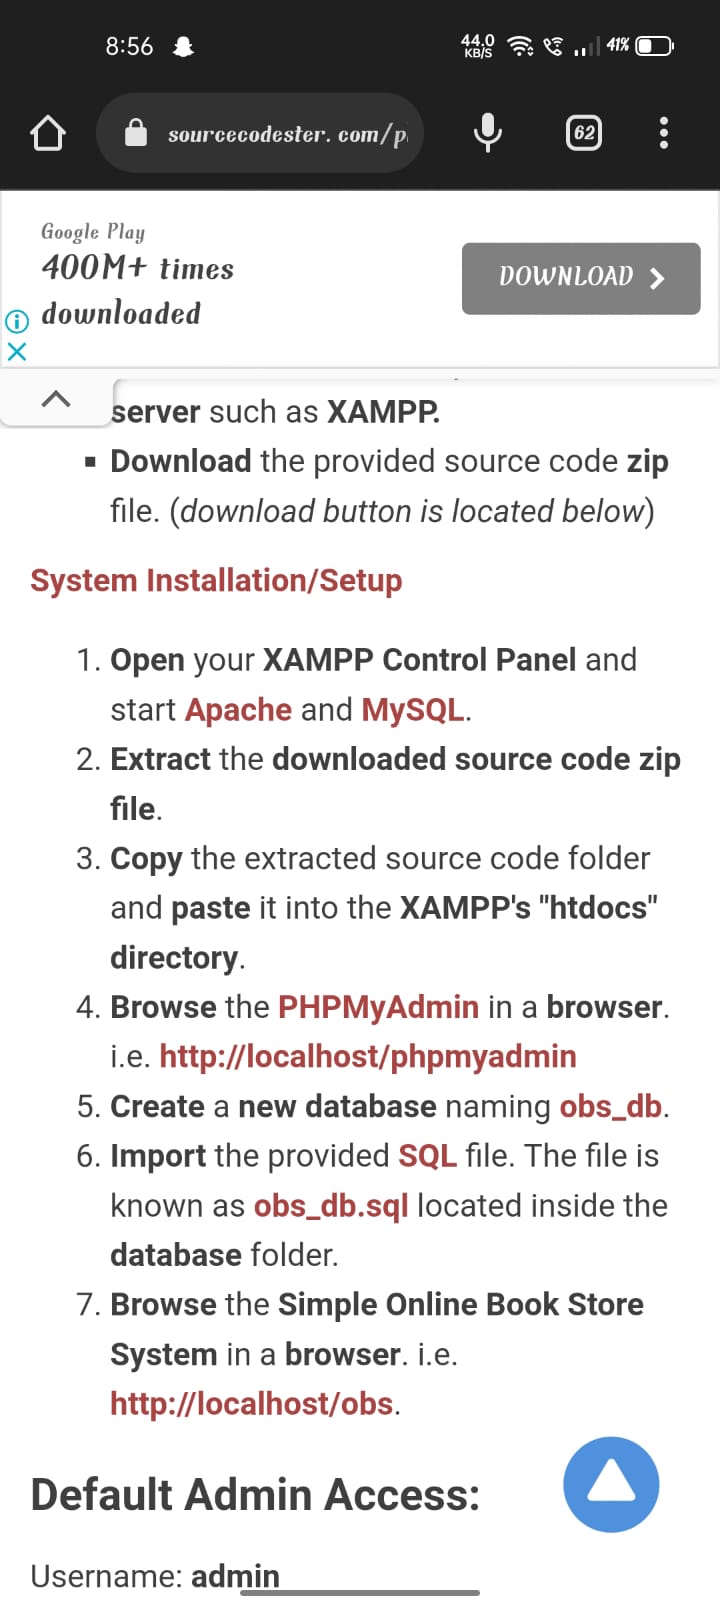 8:56
44.0
KB/S
41%
sourcecodester. com/p
62
Google Play
400M+ times
downloaded
DOWNLOAD
server such as XAMPP.
▪ Download the provided source code zip
file. (download button is located below)
System Installation/Setup
1. Open your XAMPP Control Panel and
start Apache and MySQL.
2. Extract the downloaded source code zip
file.
3. Copy the extracted source code folder
and paste it into the XAMPP's "htdocs"
directory.
4. Browse the PHPMyAdmin in a browser.
i.e. http://localhost/phpmyadmin
5. Create a new database naming obs_db.
6. Import the provided SQL file. The file is
known as obs_db.sql located inside the
database folder.
7. Browse the Simple Online Book Store
System in a browser. i.e.
http://localhost/obs.
Default Admin Access:
Username: admin